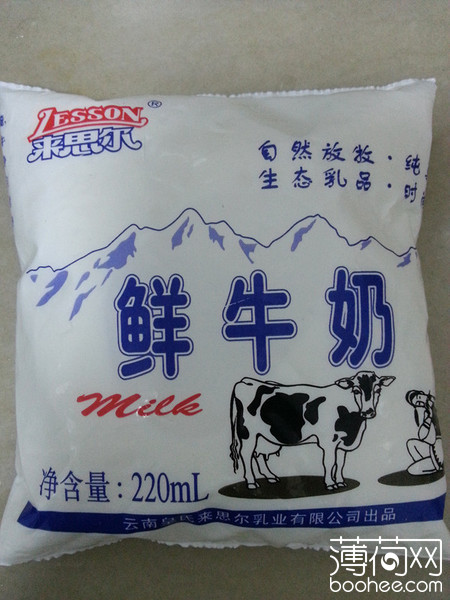 LESSON®
来思尔
自然放牧·纯
生态乳品·时
鲜牛奶
milk
净含量：220mL
云南皇氏来思尔乳业有限公司出品
薄荷网
boohee.com